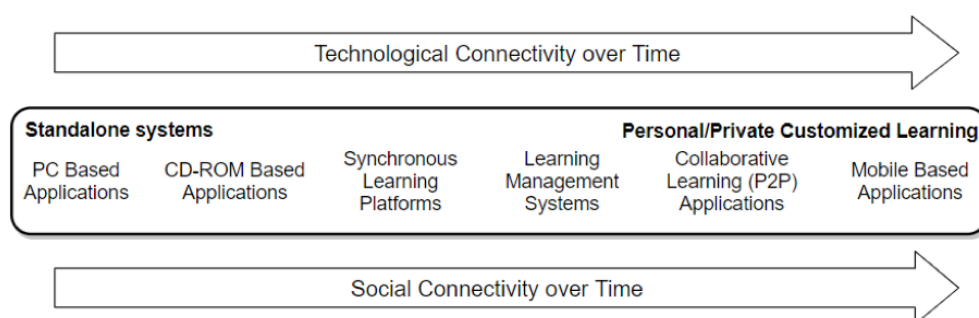 Technological Connectivity over Time
Standalone systems
Personal/Private Customized Learning
PC Based
Applications
CD-ROM Based
Applications
Synchronous
Learning
Platforms
Learning
Management
Systems
Collaborative
Learning (P2P)
Applications
Mobile Based
Applications
Social Connectivity over Time